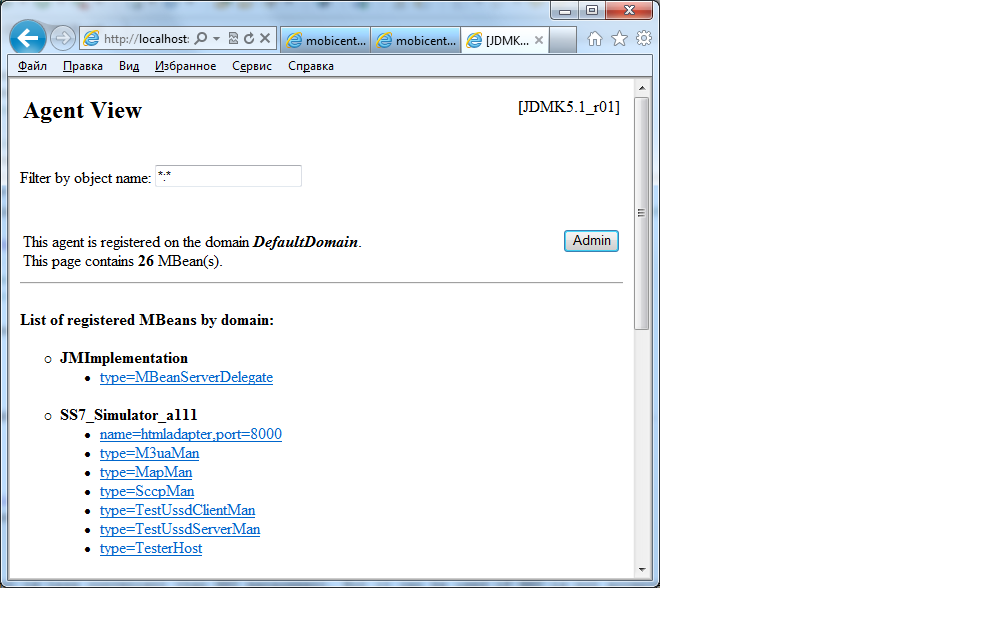 http://localhost:
mobicent...
mobicent...
[JDMK...
Файл Правка Вид Избранное Сервис Справка
Agent View
[JDMK5.1_r01]
Filter by object name: *:*
This agent is registered on the domain DefaultDomain.
Admin
This page contains 26 MBean(s).
List of registered MBeans by domain:
JMImplementation
type=MBeanServerDelegate
SS7_Simulator_a111
name=htmladapter,port=8000
type=M3uaMan
type=MapMan
type=SccpMan
type=TestUssdClientMan
type=TestUssdServerMan
type=TesterHost